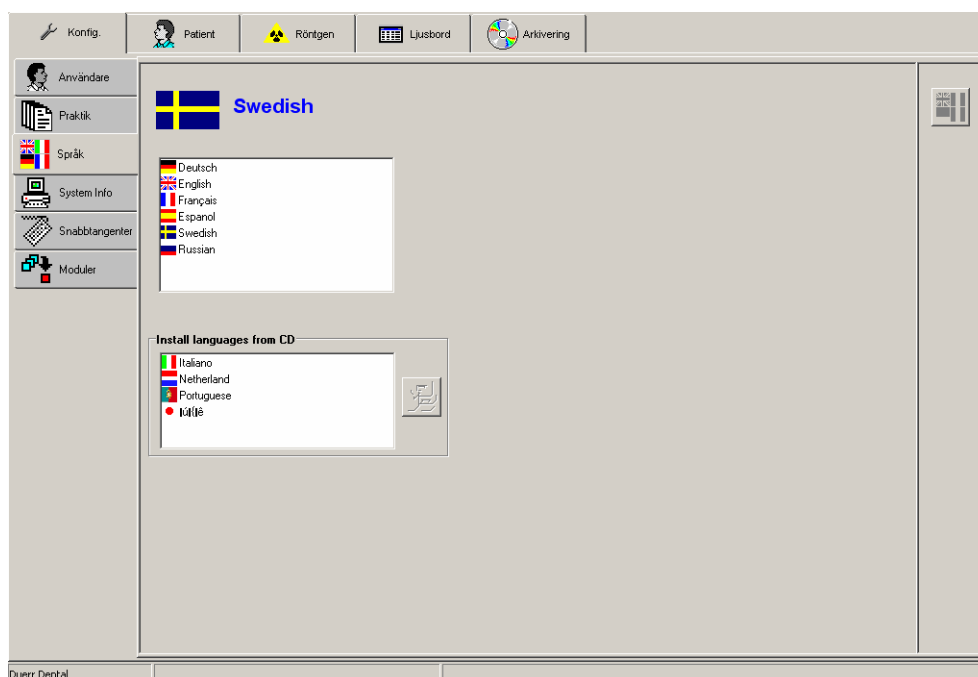 Konfig.
Patient
Röntgen
Ljusbord
Arkivering
Användare
Praktik
Språk
System Info
Snabbtangenter
Moduler
Swedish
Deutsch
English
Français
Espanol
Swedish
Russian
Install languages from CD
Italiano
Netherland
Portuguese
Duerr Dental